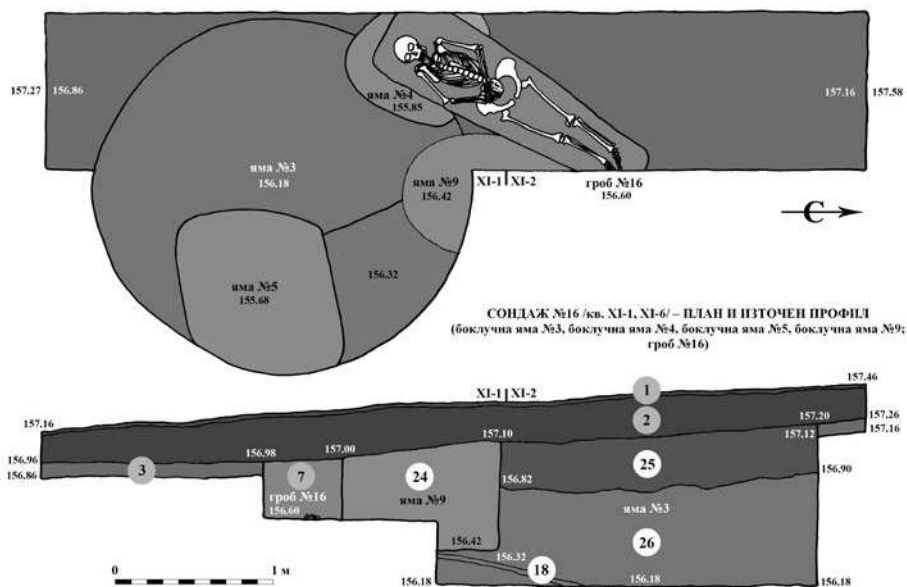 157.27
156.86
яма №4
155.85
157.16
157.58
яма №3
156.18
яма №9
156.42
XI-1
XI-2
гроб №16
156.60
С
156.32
яма №5
155.68
СОНДАЖ №16 /кв. XI-1, XI-6/ – ПЛАН И ИЗТОЧЕН ПРОФИЛ
(боклучна яма №3, боклучна яма №4, боклучна яма №5, боклучна яма №9;
гроб №16)
XI-1
XI-2
157.46
1
157.16
2
157.20
157.26
157.10
157.12
157.16
156.98
157.00
156.96
3
7
24
25
156.86
156.82
156.90
гроб №16
яма №9
яма №3
156.60
26
156.42
156.32
0
1 м
18
156.18
156.18
156.18